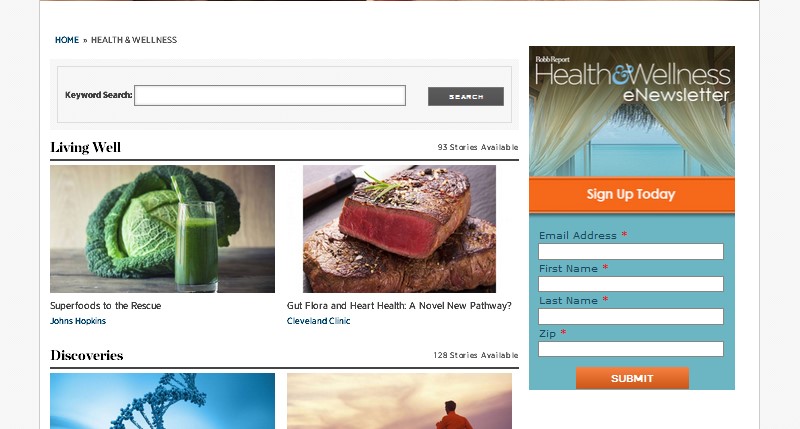 HOME » HEALTH & WELLNESS
Keyword Search:
SEARCH
Living Well
93 Stories Available
Superfoods to the Rescue
Johns Hopkins
Gut Flora and Heart Health: A Novel New Pathway?
Cleveland Clinic
Discoveries
128 Stories Available
Robb Report
Health & Wellness
eNewsletter
Sign Up Today
Email Address *
First Name *
Last Name *
Zip *
SUBMIT